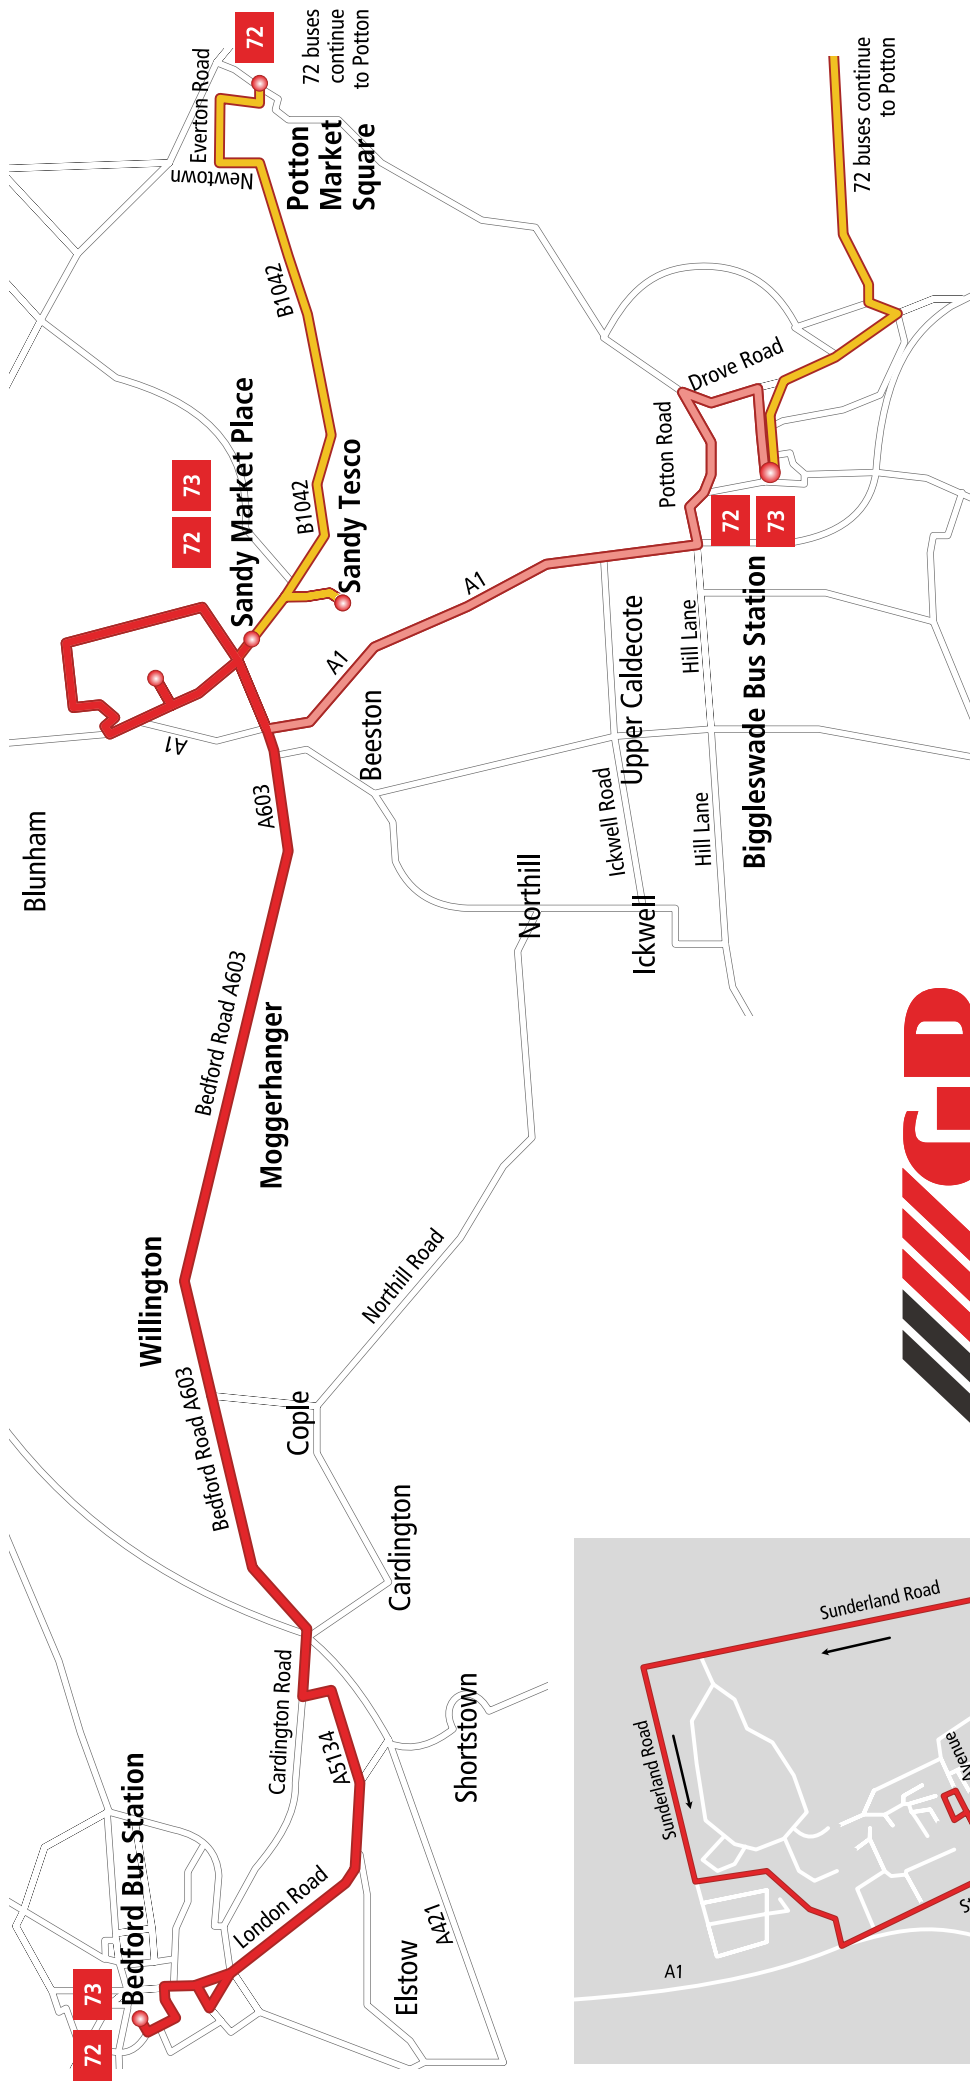 72
73
Bedford Bus Station
London Road
Elstow
A421
Cardington Road
A5134
Shortstown
Cardington
Bedford Road A603
Cople
Willington
Northill Road
Bedford Road A603
Moggerhanger
Blunham
A603
A1
Beeston
Northill
Ickwell
Ickwell Road
Upper Caldecote
Hill Lane
Hill Lane
A1
A1
72
73
Sandy Market Place
Sandy Tesco
B1042
B1042
Newtown
Everton Road
72
72 buses
continue
to Potton
Potton
Market
Square
Potton Road
Drove Road
72
73
Biggleswade Bus Station
72 buses continue
to Potton
Sunderland Road
Sunderland Road
A1
Avenue